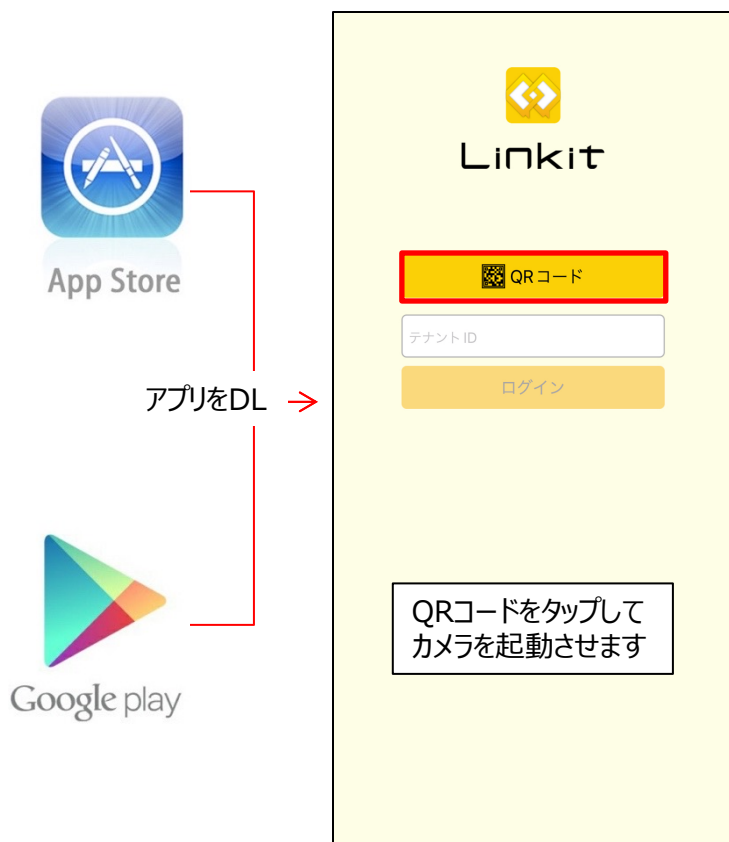 App Store
アプリをDL
Google play
Linkit
QRコード
テナント ID
ログイン
QRコードをタップして
カメラを起動させます